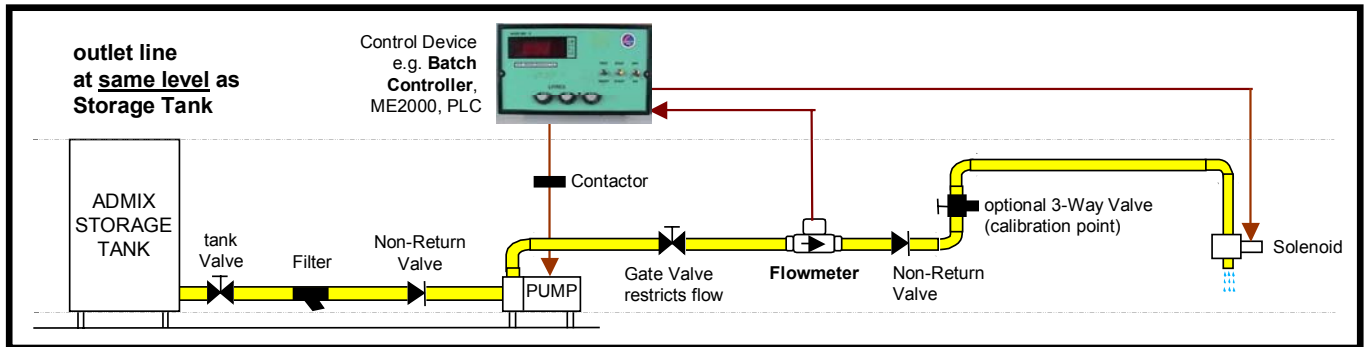 outlet line
at same level as
Storage Tank
Control Device
e.g. Batch
Controller,
ME2000, PLC
Contactor
ADMIX
STORAGE
TANK
tank
Valve
Filter
Non-Return
Valve
PUMP
Gate Valve
restricts flow
Flowmeter
Non-Return
Valve
optional 3-Way Valve
(calibration point)
Solenoid